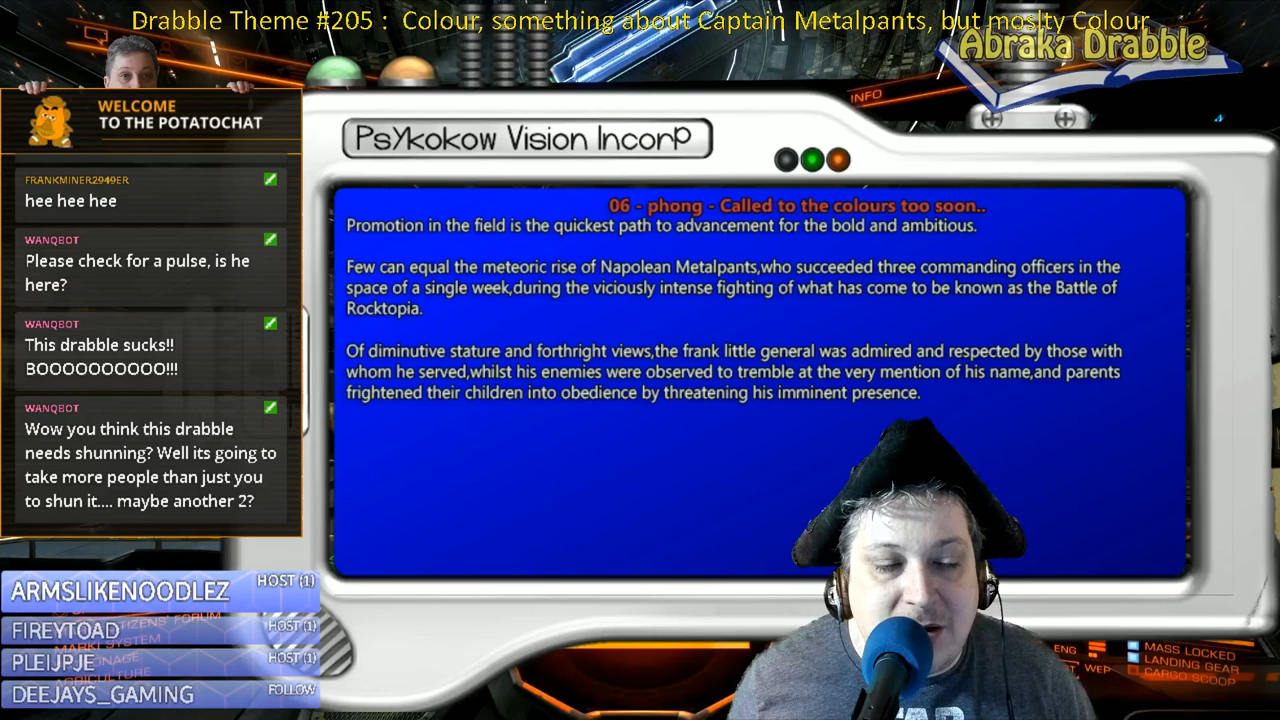 Drabble Theme #205 :  Colour, something about Captain Metalpants, but moslty Colour
Abraka Drabble
INFO
WELCOME
TO THE POTATOCHAT
PsYkokow Vision Incorp
FRANKMINER2949ER
hee hee hee
WANQBOT
Please check for a pulse, is he
here?
WANQBOT
This drabble sucks!!
BOOOOOOOOOO!!!
WANQBOT
Wow you think this drabble
needs shunning? Well its going to
take more people than just you
to shun it.... maybe another 2?
06 - phong - Called to the colours too soon..
Promotion in the field is the quickest path to advancement for the bold and ambitious.
Few can equal the meteoric rise of Napolean Metalpants,who succeeded three commanding officers in the
space of a single week,during the viciously intense fighting of what has come to be known as the Battle of
Rocktopia.
Of diminutive stature and forthright views,the frank little general was admired and respected by those with
whom he served,whilst his enemies were observed to tremble at the very mention of his name,and parents
frightened their children into obedience by threatening his imminent presence.
ARMSLIKENOODLEZ HOST (1)
FIREYTOAD HOST (1)
PLEIJPJE HOST (1)
DEEJAYS_GAMING FOLLOW
ENG
WEP
MASS LOCKED
LANDING GEAR
CARGO SCOOP